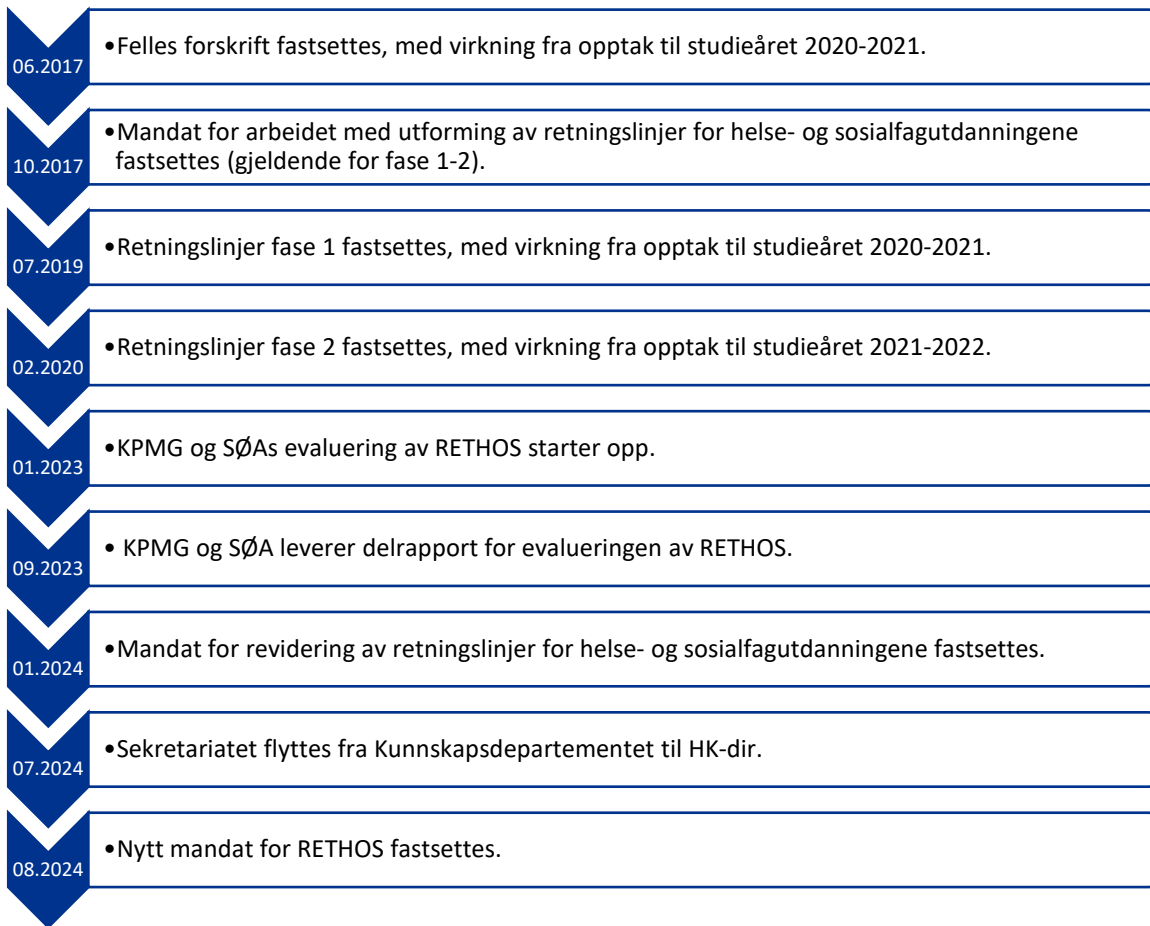 06.2017
•Felles forskrift fastsettes, med virkning fra opptak til studieåret 2020-2021.
10.2017
•Mandat for arbeidet med utforming av retningslinjer for helse- og sosialfagutdanningene
fastsettes (gjeldende for fase 1-2).
07.2019
•Retningslinjer fase 1 fastsettes, med virkning fra opptak til studieåret 2020-2021.
02.2020
•Retningslinjer fase 2 fastsettes, med virkning fra opptak til studieåret 2021-2022.
01.2023
•KPMG og SØAs evaluering av RETHOS starter opp.
09.2023
• KPMG og SØA leverer delrapport for evalueringen av RETHOS.
01.2024
•Mandat for revidering av retningslinjer for helse- og sosialfagutdanningene fastsettes.
07.2024
•Sekretariatet flyttes fra Kunnskapsdepartementet til HK-dir.
08.2024
•Nytt mandat for RETHOS fastsettes.